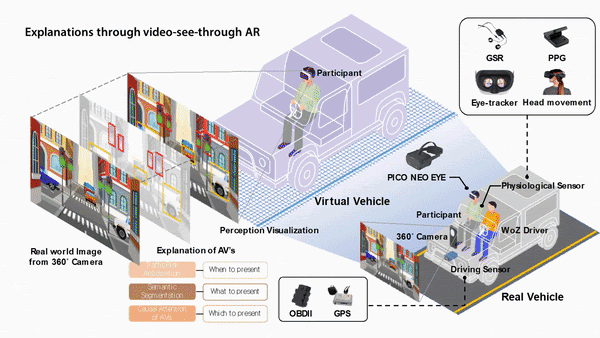 Explanations through video-see-through AR
GSR
PPG
Eye-tracker
Head movement
Participant
PICO NEO EYE
Physiological Sensor
Virtual Vehicle
Participant
Perception Visualization
360° Camera
WoZ Driver
Real world Image
from 360° Camera
Explanation of AV's
When to present
Semantic
Segmentation
What to present
Causal Attention
of AVs
Which to present
Driving Sensor
OBDII
GPS
Real Vehicle